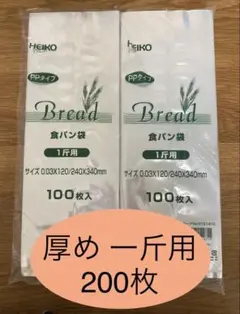 HEIKO
PPタイプ
Bread
食パン袋
1斤用
サイズ 0.03X120/240X340mm
100枚入
HEIKO
PPタイプ
Bread
食パン袋
1斤用
サイズ 0.03X120/240X340mm
100枚入
厚め 一斤用
200枚